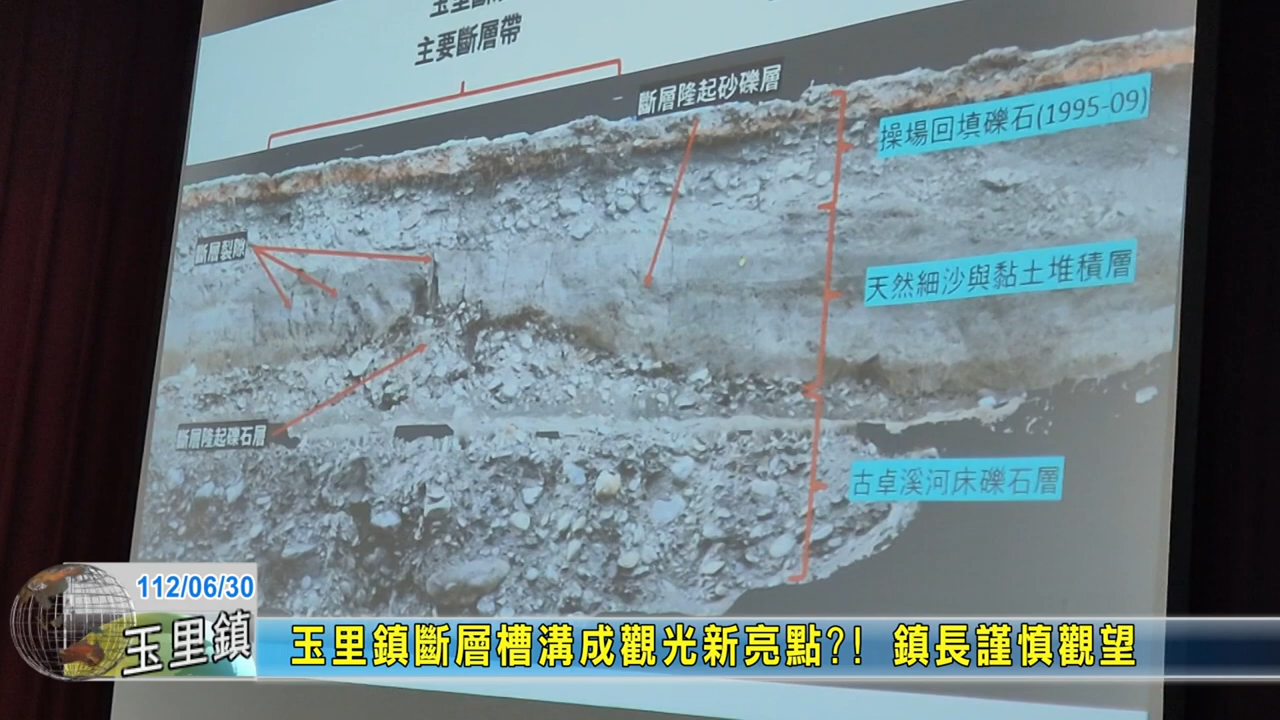 玉里斷
主要斷層帶
斷層隆起砂礫層
操場回填礫石(1995-09)
斷層裂隙
天然細沙與黏土堆積層
斷層隆起礫石層
古卓溪河床礫石層
112/06/30
玉里鎮
玉里鎮斷層槽溝成觀光新亮點?! 鎮長謹慎觀望